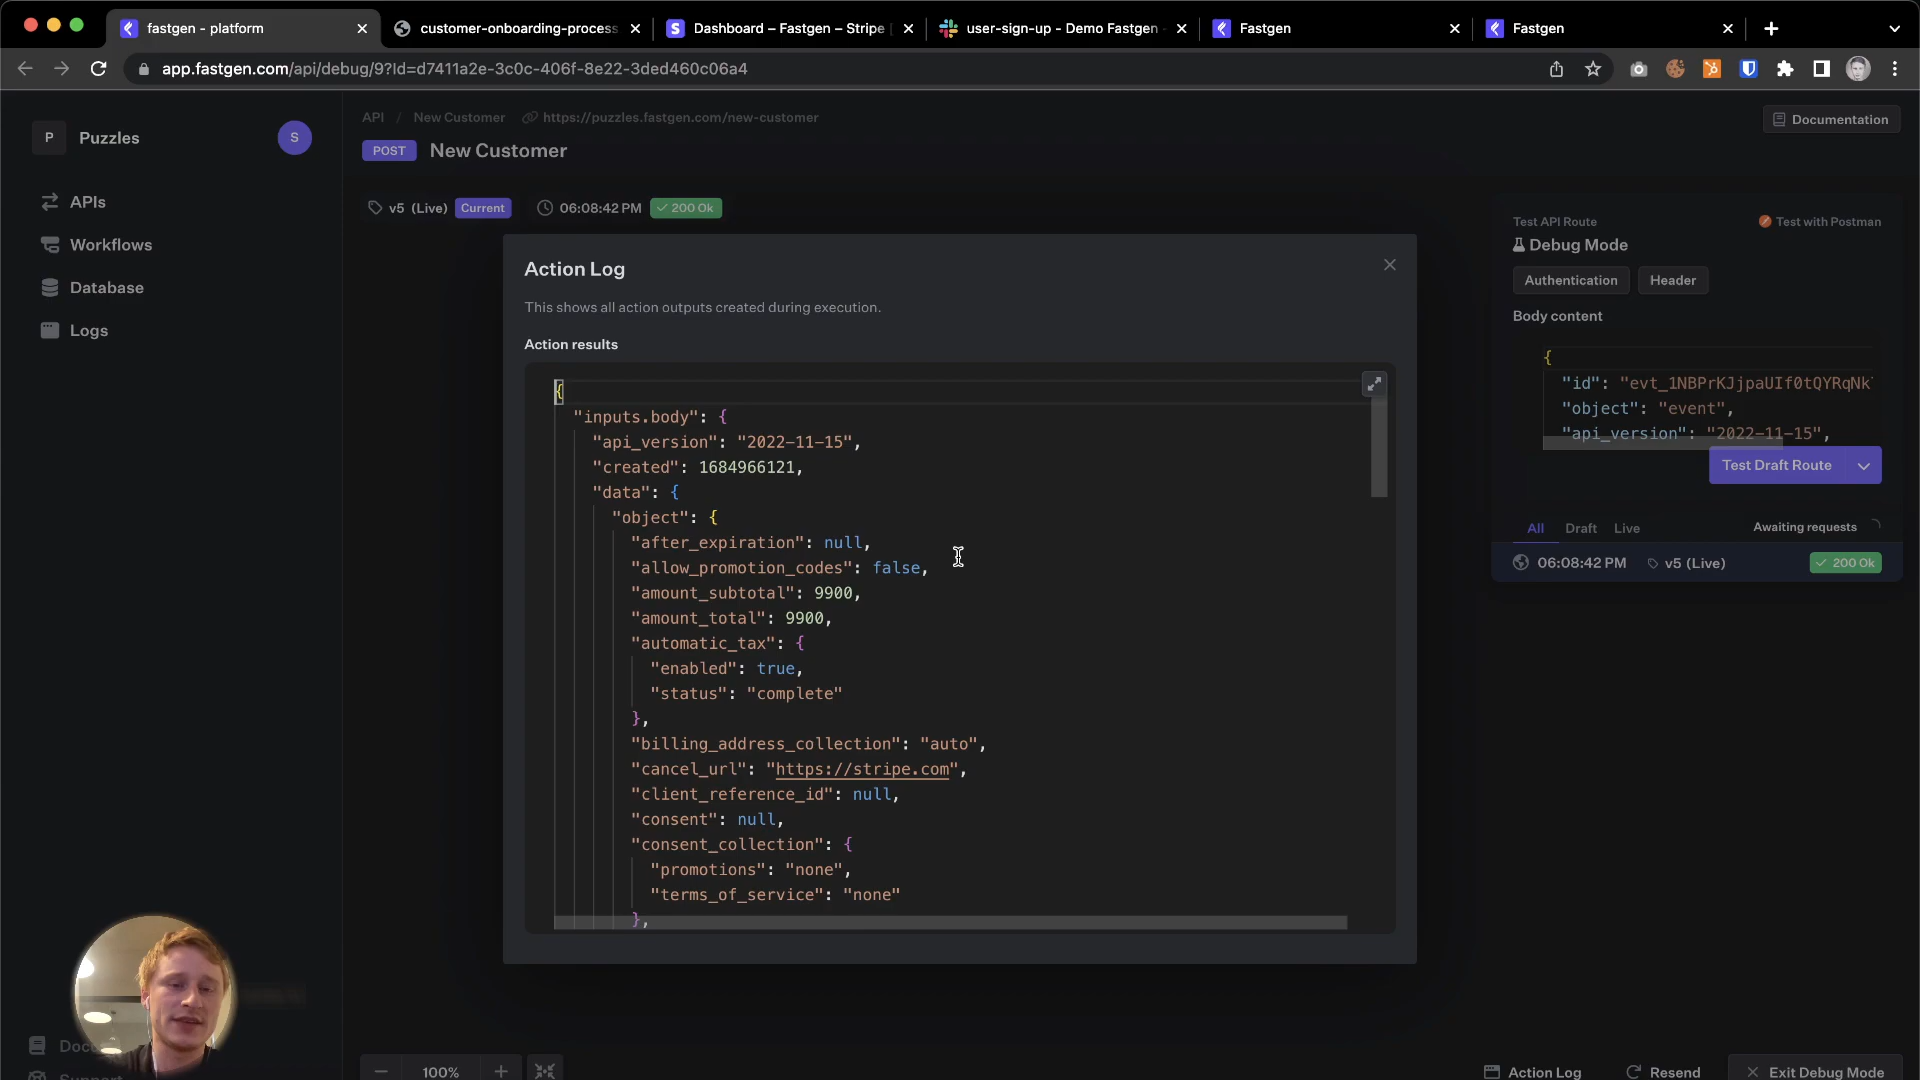 fastgen - platform
customer-onboarding-process
Dashboard – Fastgen – Stripe
user-sign-up - Demo Fastgen
Fastgen
Fastgen
app.fastgen.com/api/debug/9?Id=d7411a2e-3c0c-406f-8e22-3ded460c06a4
P
Puzzles
S
API / New Customer https://puzzles.fastgen.com/new-customer
Documentation
POST
New Customer
APIs
Workflows
Database
Logs
v5 (Live) Current
06:08:42 PM
200 Ok
Action Log
This shows all action outputs created during execution.
Action results
{
"inputs.body": {
"api_version": "2022-11-15",
"created": 1684966121,
"data": {
"object": {
"after_expiration": null,
"allow_promotion_codes": false,
"amount_subtotal": 9900,
"amount_total": 9900,
"automatic_tax": {
"enabled": true,
"status": "complete"
},
"billing_address_collection": "auto",
"cancel_url": "https://stripe.com",
"client_reference_id": null,
"consent": null,
"consent_collection": {
"promotions": "none",
"terms_of_service": "none"
},
Test API Route
Test with Postman
Debug Mode
Authentication
Header
Body content
{
"id": "evt_1NBPrKJjpaUIf0tQYRqNk
"object": "event",
"api_version": "2022-11-15",
Test Draft Route
All
Draft
Live
Awaiting requests
06:08:42 PM
v5 (Live)
200 Ok
100%
Action Log
Resend
Exit Debug Mode